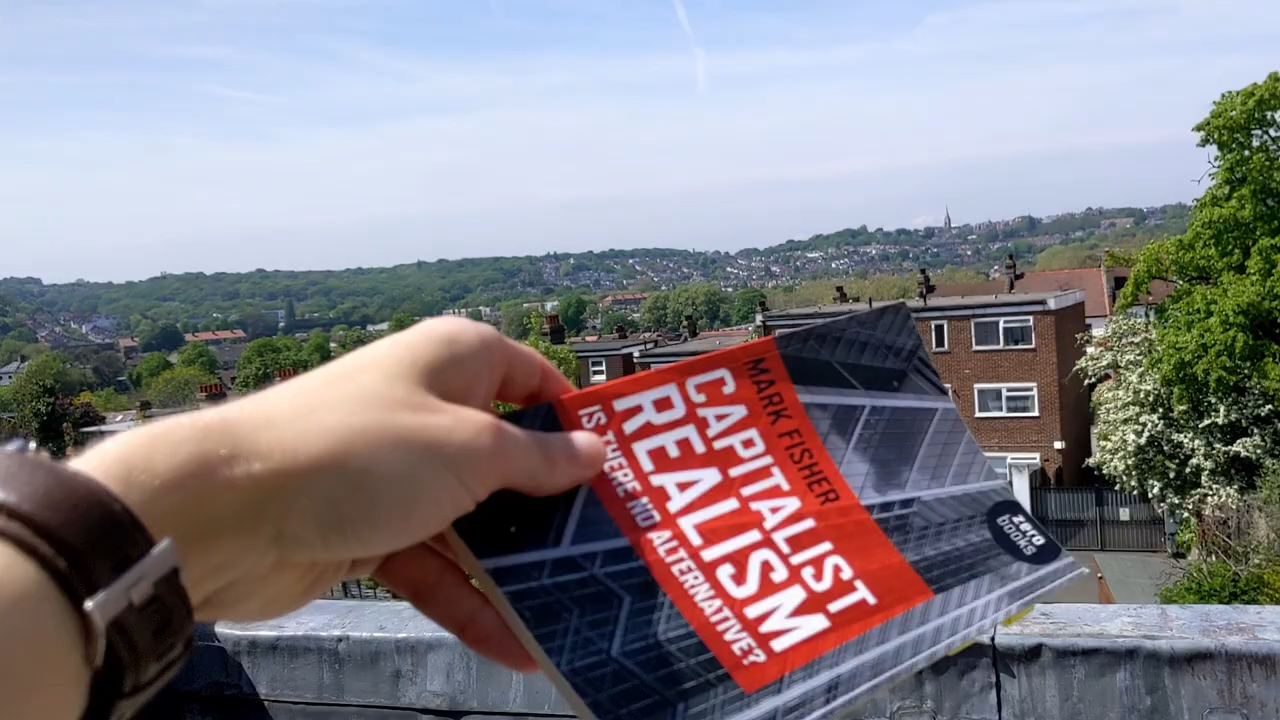 MARK FISHER
CAPITALIST
REALISM
IS THERE NO ALTERNATIVE?
zero
books